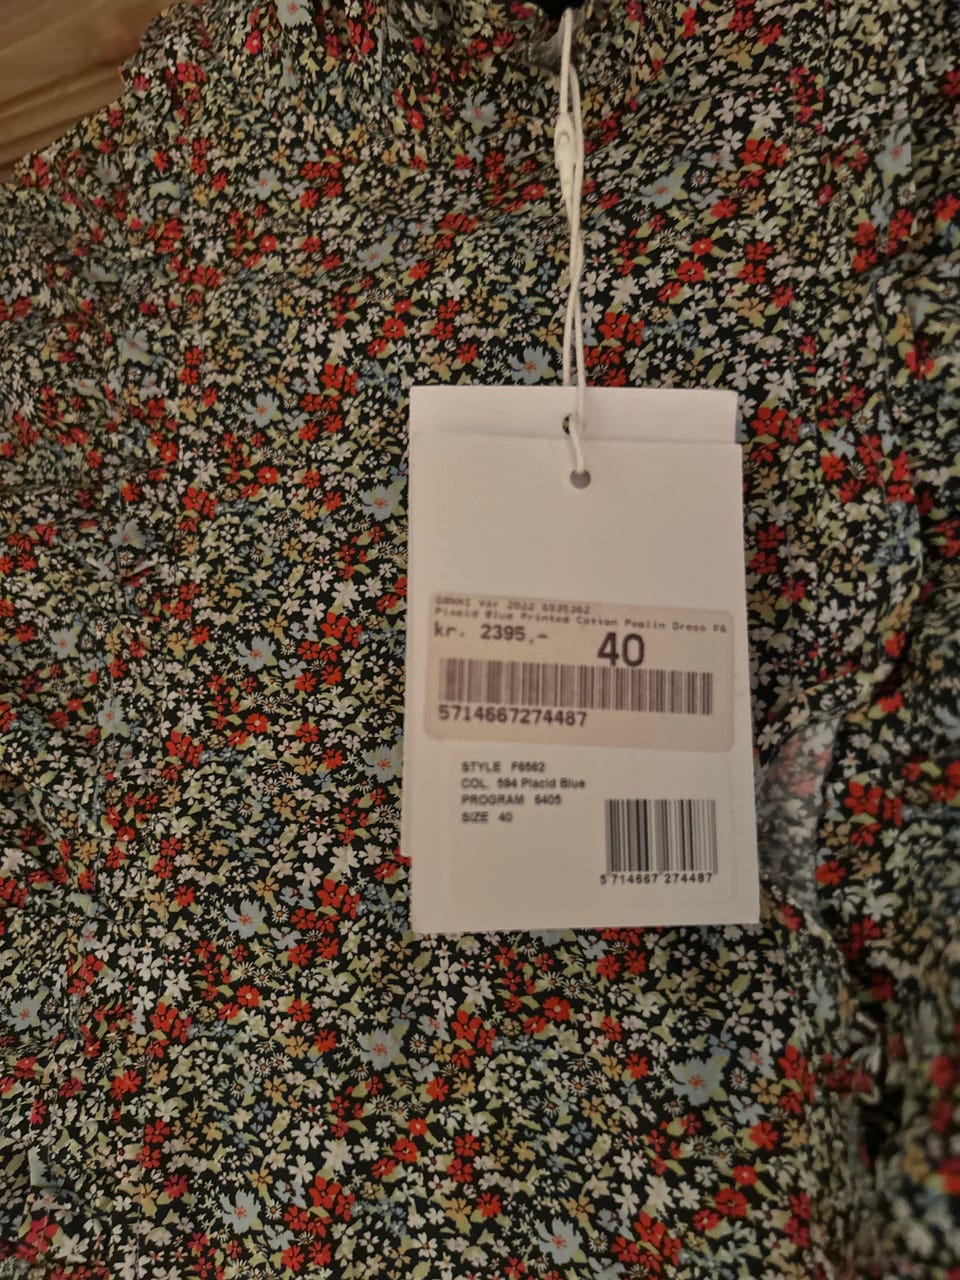 GANNI Vår 2022 6935362
Placid Blue Printed Cotton Poplin Dress F6
kr. 2395,-
40
5714667274487
STYLE F6562
COL. 594 Placid Blue
PROGRAM 6405
SIZE 40
5 714667 274487